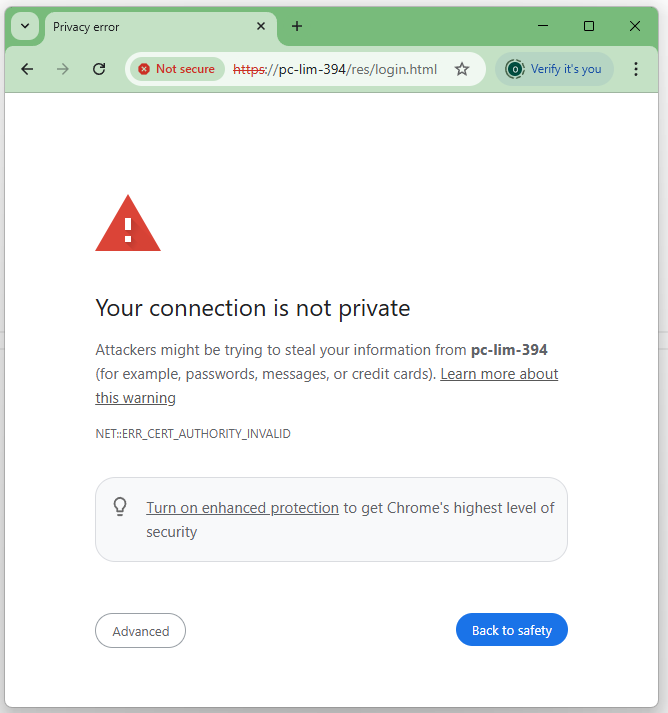 Privacy error
Not secure https://pc-lim-394/res/login.html Verify it's you
Your connection is not private
Attackers might be trying to steal your information from pc-lim-394
(for example, passwords, messages, or credit cards). Learn more about
this warning
NET::ERR_CERT_AUTHORITY_INVALID
Turn on enhanced protection to get Chrome's highest level of
security
Advanced Back to safety